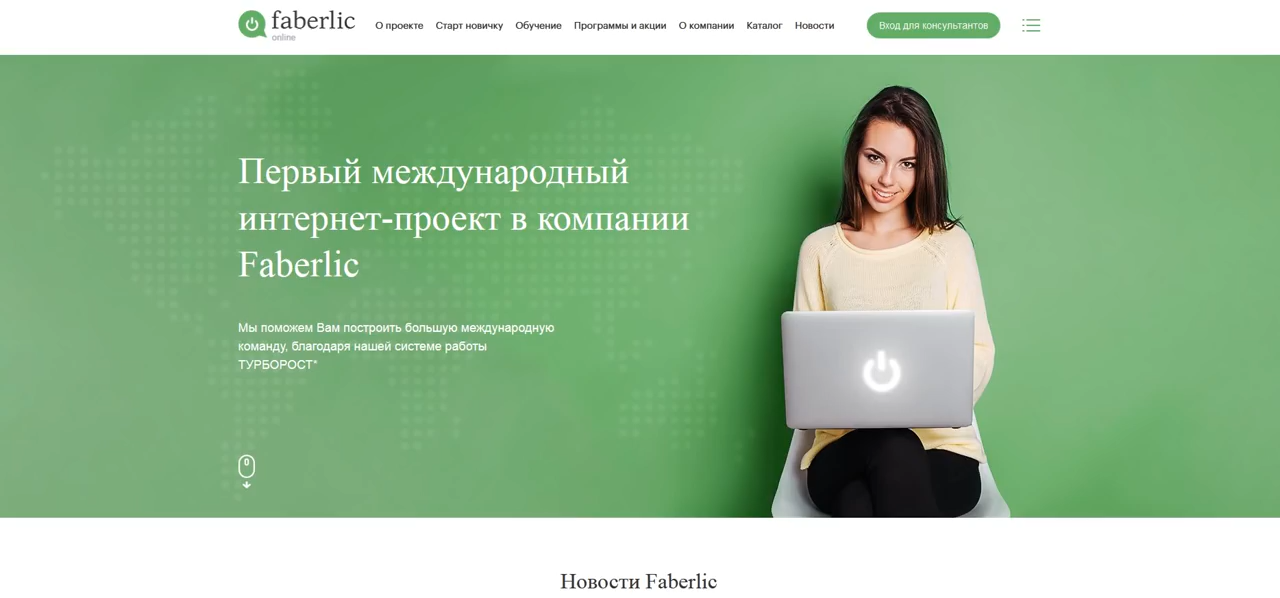 faberlic
online
О проекте Старт новичку Обучение Программы и акции О компании Каталог Новости Вход для консультантов
Первый международный
интернет-проект в компании
Faberlic
Мы поможем Вам построить большую международную
команду, благодаря нашей системе работы
ТУРБОРОСТ*
Новости Faberlic